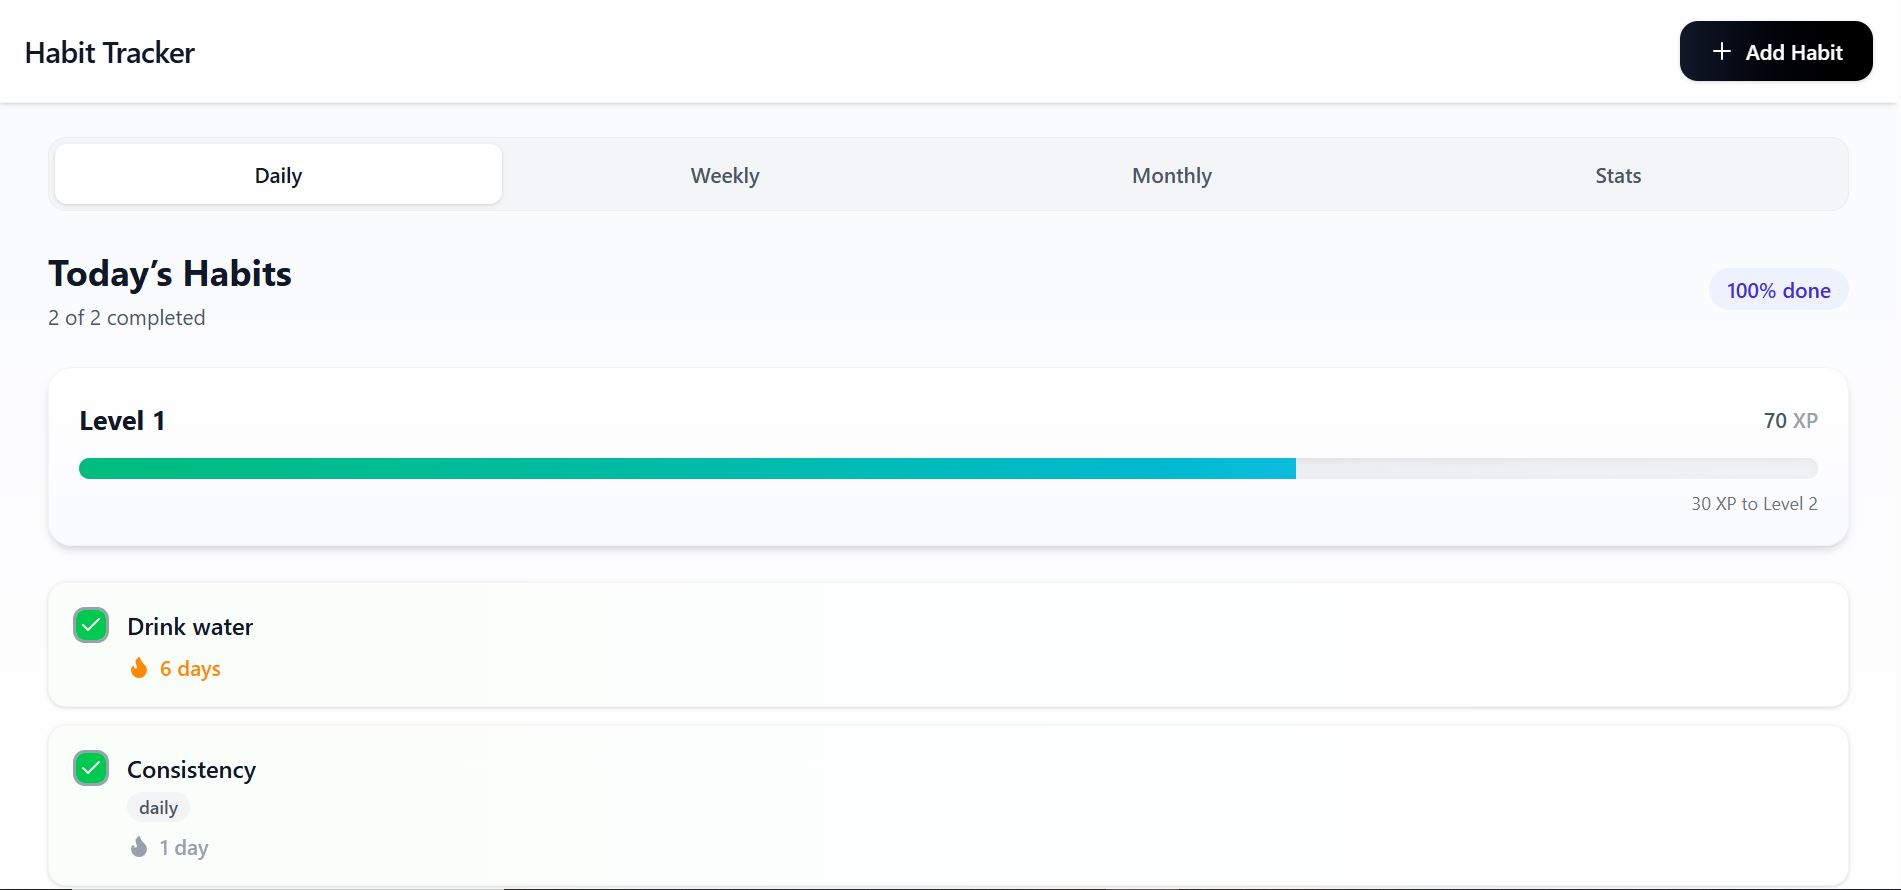 Habit Tracker
Add Habit
Daily
Weekly
Monthly
Stats
Today’s Habits
2 of 2 completed
100% done
Level 1
70 XP
30 XP to Level 2
Drink water
6 days
Consistency
daily
1 day